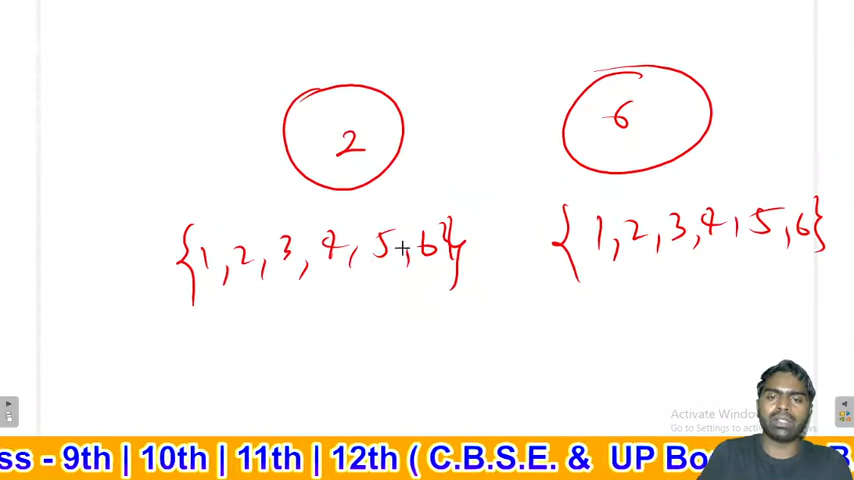 2
6
{1,2,3,4,5,6}
{1,2,3,4,5,6}
Activate Windows
Go to Settings to activate Windows.
ss - 9th | 10th | 11th | 12th ( C.B.S.E. & UP Bo
B